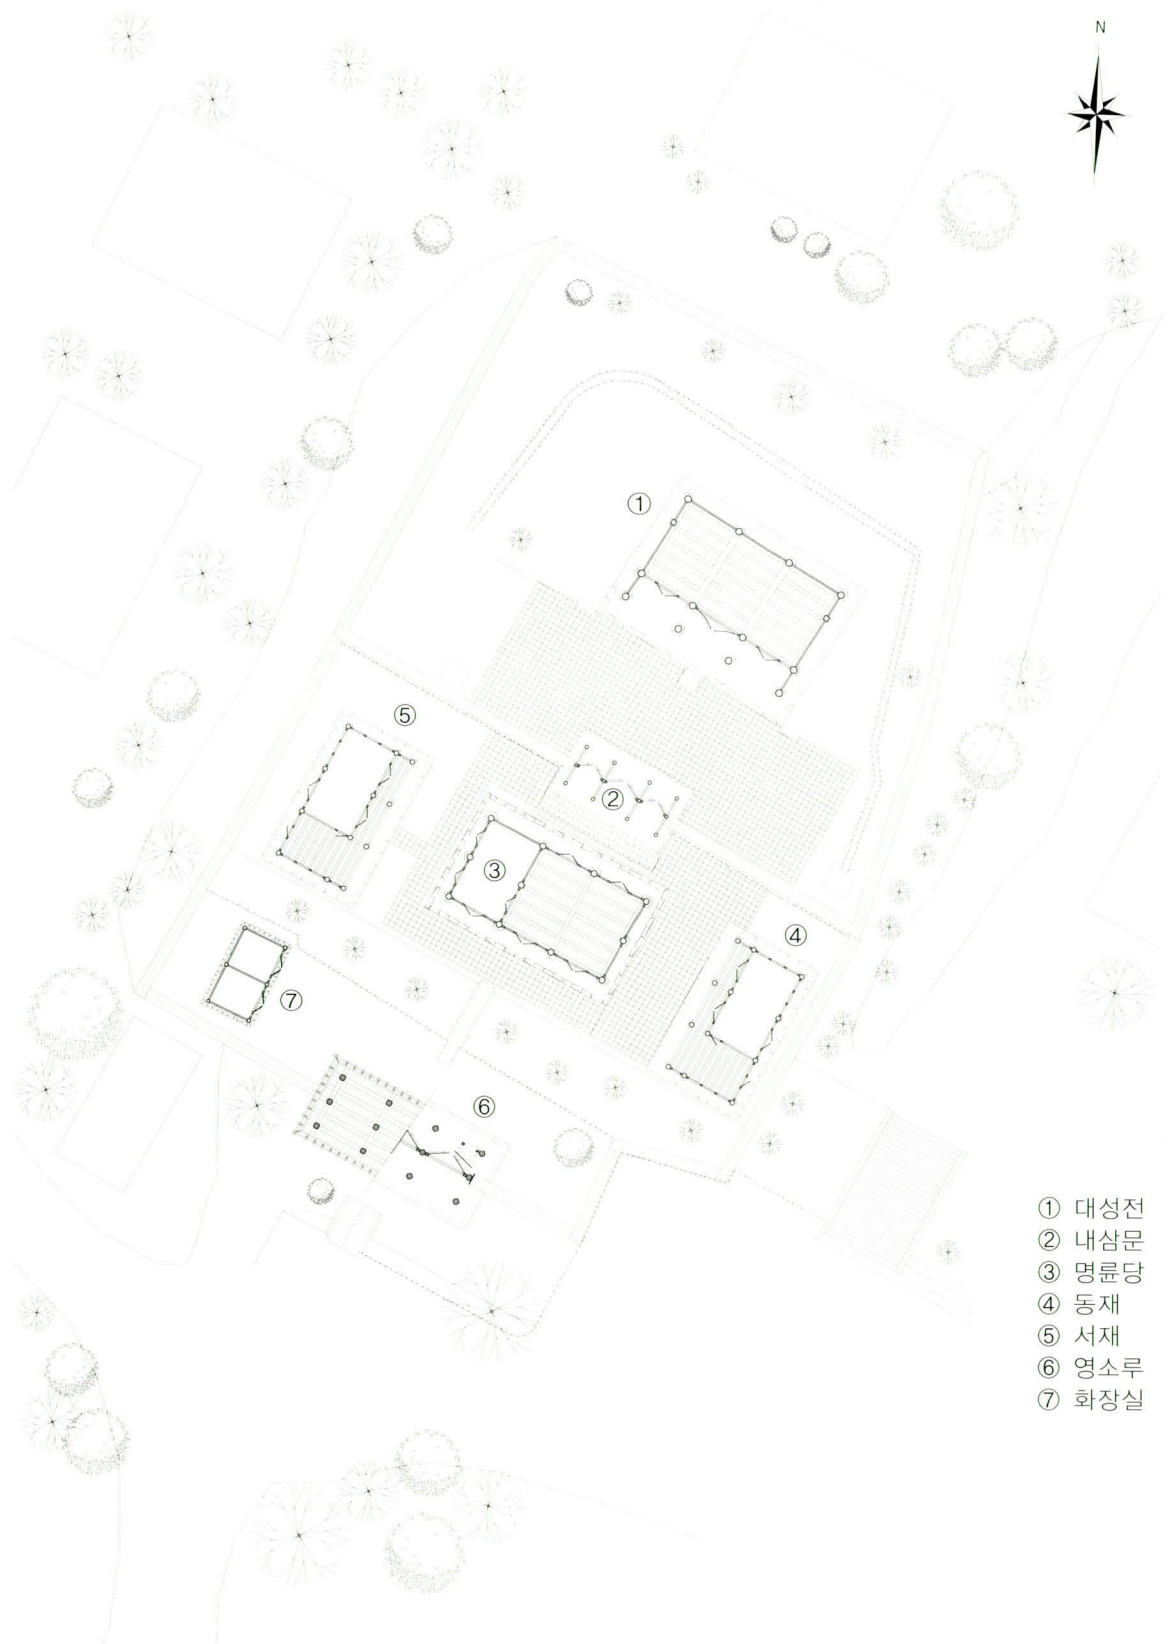 N
①
⑤
②
③
④
⑦
⑥
① 대성전
② 내삼문
③ 명륜당
④ 동재
⑤ 서재
⑥ 영소루
⑦ 화장실